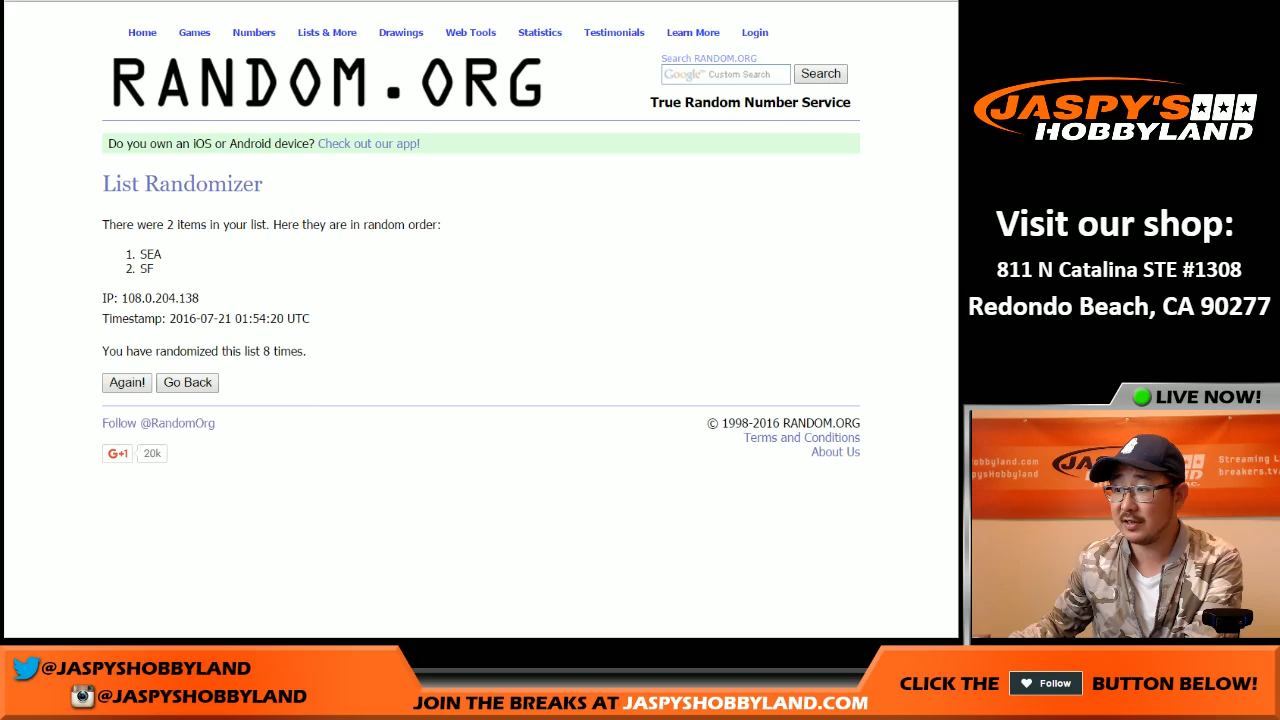 Home Games Numbers Lists & More Drawings Web Tools Statistics Testimonials Learn More Login
RANDOM.ORG
Search RANDOM.ORG
Google™ Custom Search
Search
True Random Number Service
Do you own an iOS or Android device? Check out our app!
List Randomizer
There were 2 items in your list. Here they are in random order:
1. SEA
2. SF
IP: 108.0.204.138
Timestamp: 2016-07-21 01:54:20 UTC
You have randomized this list 8 times.
Again! Go Back
Follow @RandomOrg
G+1 20k
© 1998-2016 RANDOM.ORG
Terms and Conditions
About Us
JASPY'S
HOBBYLAND
Visit our shop:
811 N Catalina STE #1308
Redondo Beach, CA 90277
LIVE NOW!
Streaming
@JASPYSHOBBYLAND
@JASPYSHOBBYLAND
JOIN THE BREAKS AT JASPYSHOBBYLAND.COM
CLICK THE Follow BUTTON BELOW!